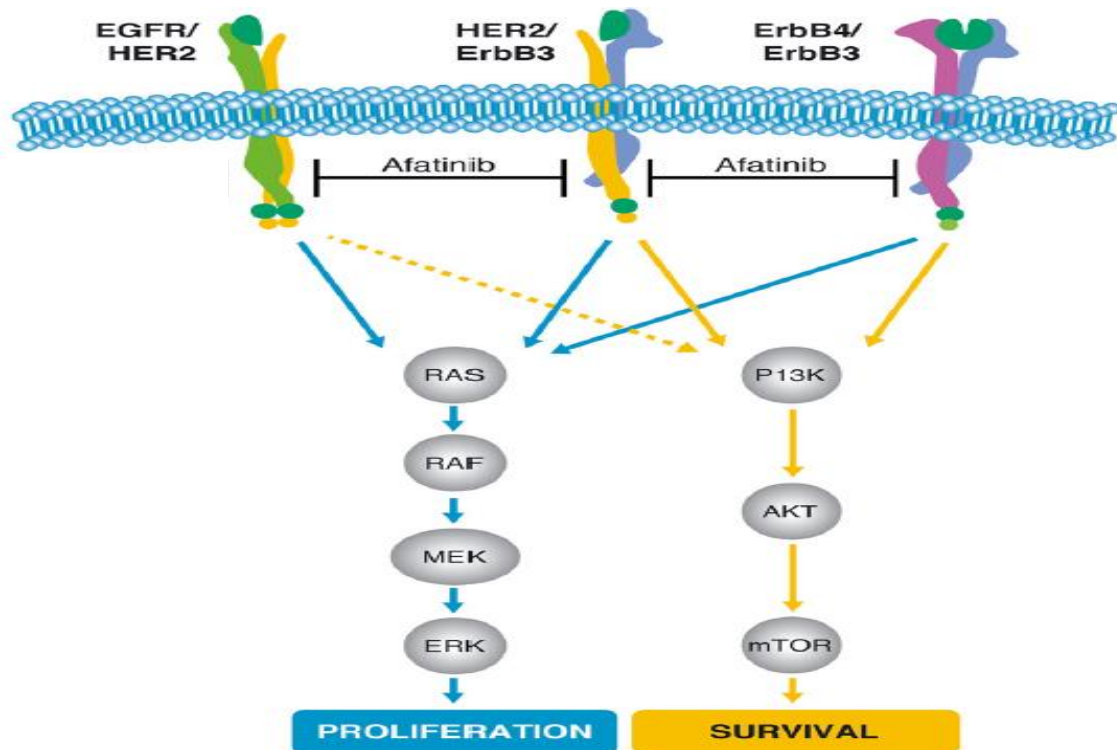 EGFR/
HER2
HER2/
ErbB3
ErbB4/
ErbB3
Afatinib
Afatinib
RAS
P13K
RAF
AKT
MEK
ERK
mTOR
PROLIFERATION
SURVIVAL